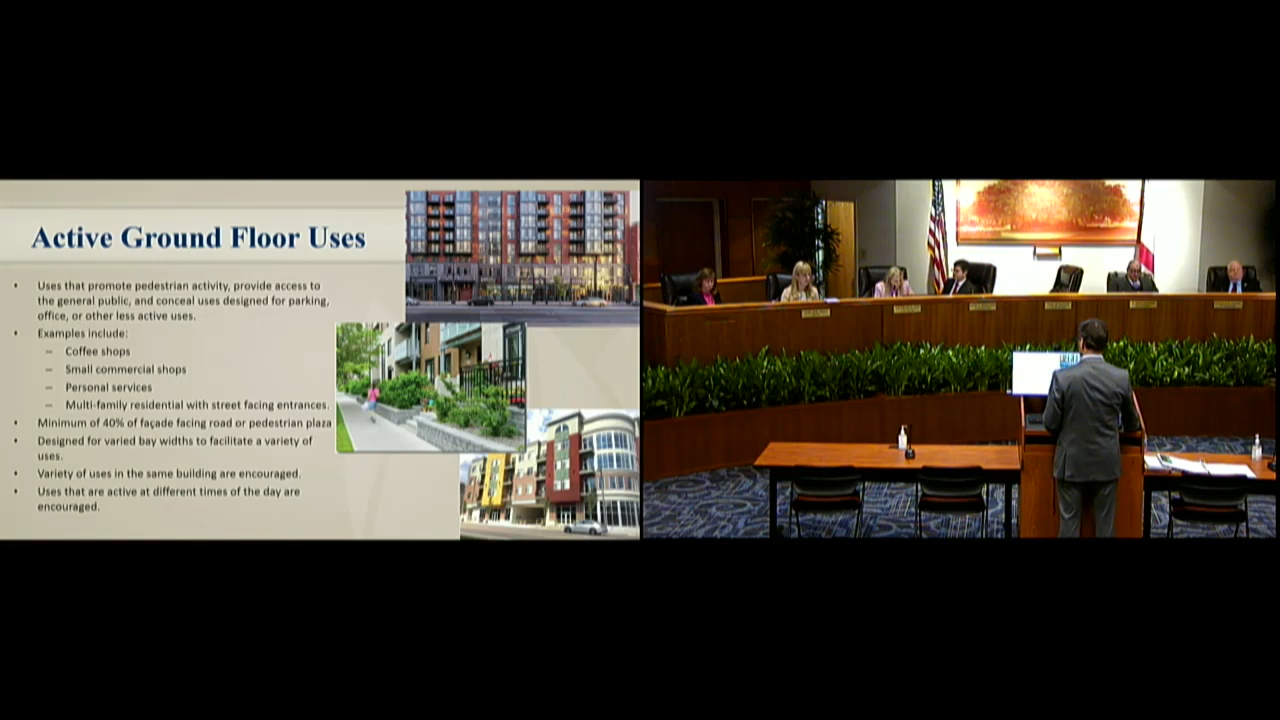 Active Ground Floor Uses
• Uses that promote pedestrian activity, provide access to
the general public, and conceal uses designed for parking,
office, or other less active uses.
• Examples include:
– Coffee shops
– Small commercial shops
– Personal services
– Multi-family residential with street facing entrances.
• Minimum of 40% of façade facing road or pedestrian plaza
• Designed for varied bay widths to facilitate a variety of
uses.
• Variety of uses in the same building are encouraged.
• Uses that are active at different times of the day are
encouraged.